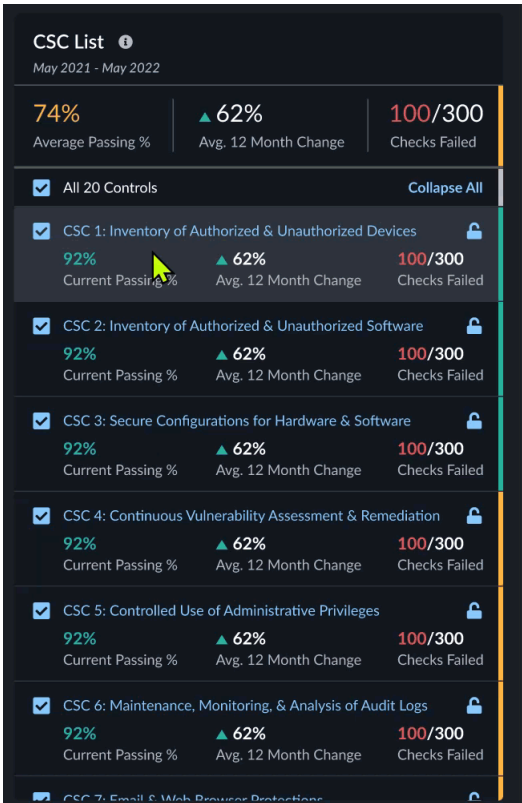 CSC List
May 2021 - May 2022
74% ▲ 62% 100/300
Average Passing % Avg. 12 Month Change Checks Failed
All 20 Controls Collapse All
CSC 1: Inventory of Authorized & Unauthorized Devices
92% ▲ 62% 100/300
Current Passing % Avg. 12 Month Change Checks Failed
CSC 2: Inventory of Authorized & Unauthorized Software
92% ▲ 62% 100/300
Current Passing % Avg. 12 Month Change Checks Failed
CSC 3: Secure Configurations for Hardware & Software
92% ▲ 62% 100/300
Current Passing % Avg. 12 Month Change Checks Failed
CSC 4: Continuous Vulnerability Assessment & Remediation
92% ▲ 62% 100/300
Current Passing % Avg. 12 Month Change Checks Failed
CSC 5: Controlled Use of Administrative Privileges
92% ▲ 62% 100/300
Current Passing % Avg. 12 Month Change Checks Failed
CSC 6: Maintenance, Monitoring, & Analysis of Audit Logs
92% ▲ 62% 100/300
Current Passing % Avg. 12 Month Change Checks Failed
CSC 7: Email & Web Browser Protections